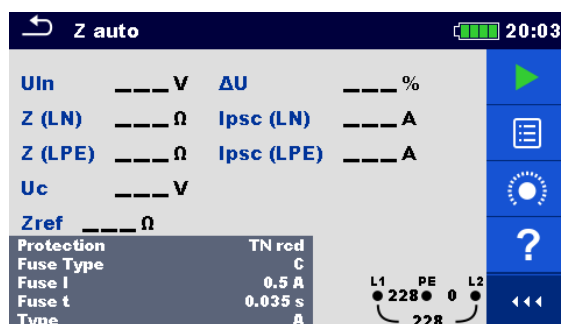 Z auto 20:03
Uln ___V ΔU ___%
Z (LN) ___Ω Ipsc (LN) ___A
Z (LPE) ___Ω Ipsc (LPE) ___A
Uc ___V
Zref ___Ω
Protection TN rcd
Fuse Type C
Fuse I 0.5 A
Fuse t 0.035 s
Type A
L1 PE L2
228 0
228
?